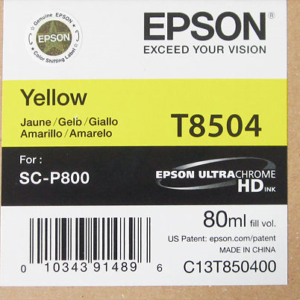 EPSON
EXCEED YOUR VISION
Yellow
Jaune/Gelb/Giallo
Amarillo/Amarelo
T8504
For :
SC-P800
EPSON ULTRACHROME
HD INK
80ml fill vol.
US Patent: epson.com/patent
MADE IN CHINA
0 10343 91489 6
C13T850400